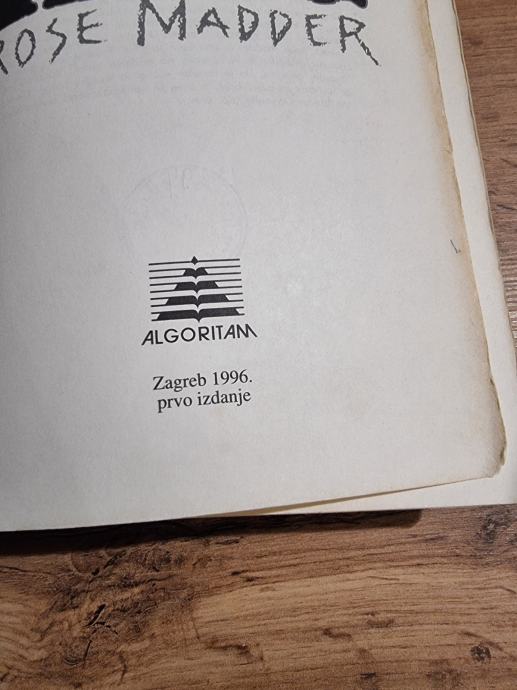 ROSE MADDER
ALGORITAM
Zagreb 1996.
prvo izdanje